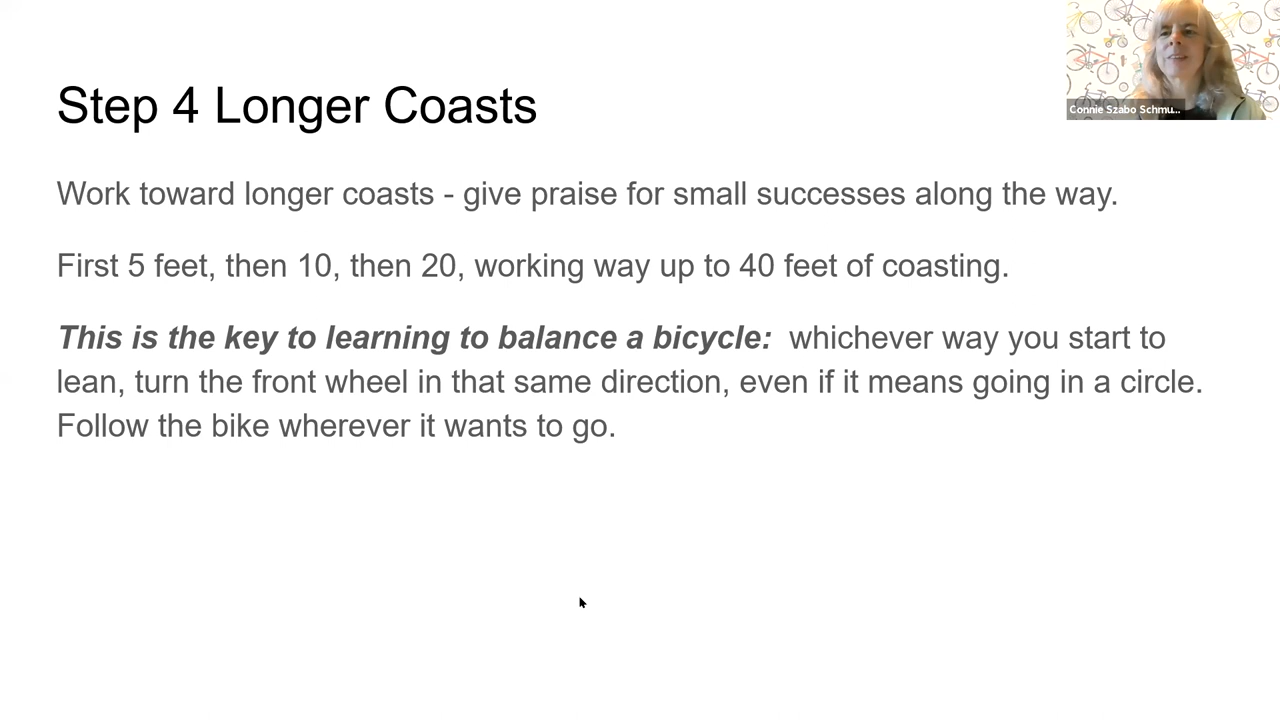 Connie Szabo Schmu...
Step 4 Longer Coasts
Work toward longer coasts - give praise for small successes along the way.
First 5 feet, then 10, then 20, working way up to 40 feet of coasting.
This is the key to learning to balance a bicycle:  whichever way you start to
lean, turn the front wheel in that same direction, even if it means going in a circle.
Follow the bike wherever it wants to go.